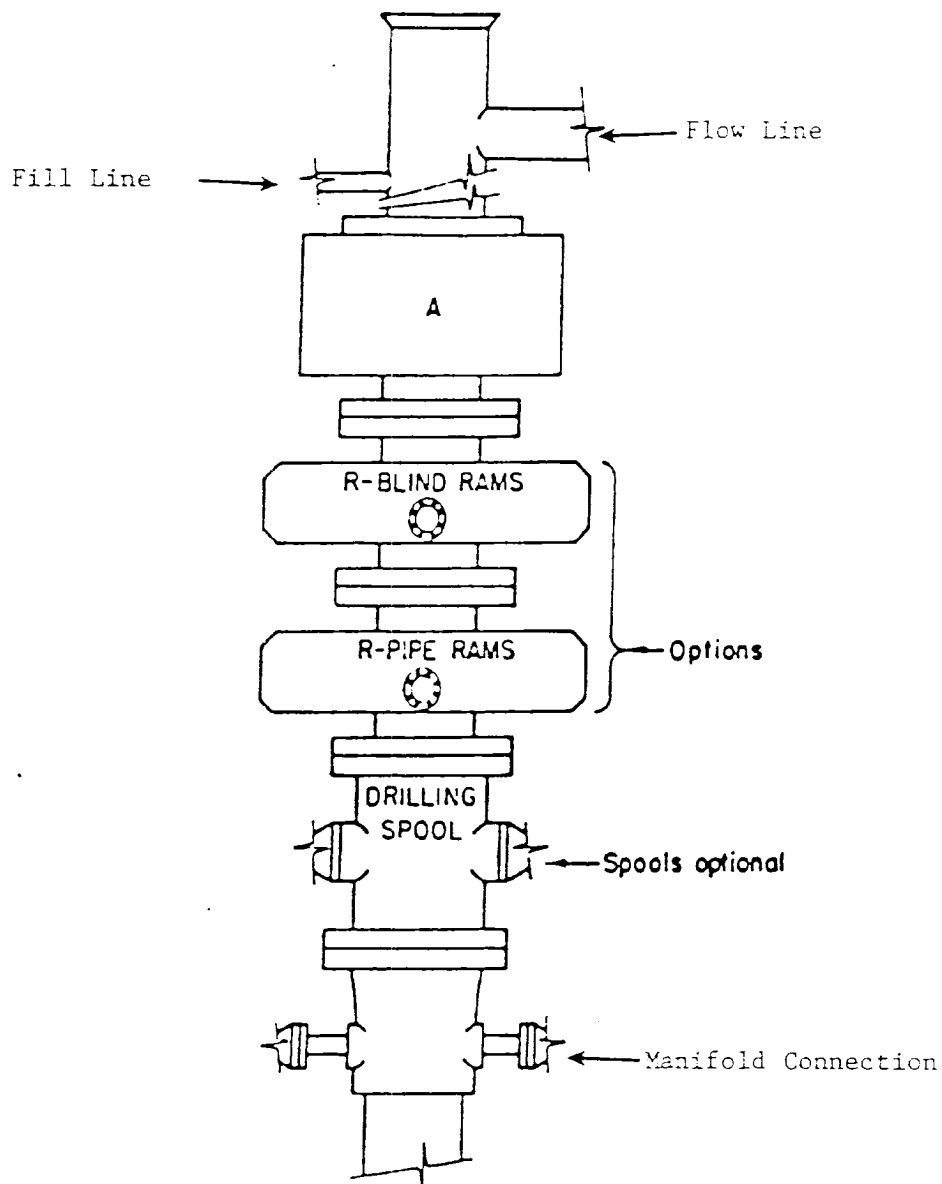 Flow Line
Fill Line
A
R-BLIND RAMS
R-PIPE RAMS
Options
DRILLING
SPOOL
Spools optional
Manifold Connection